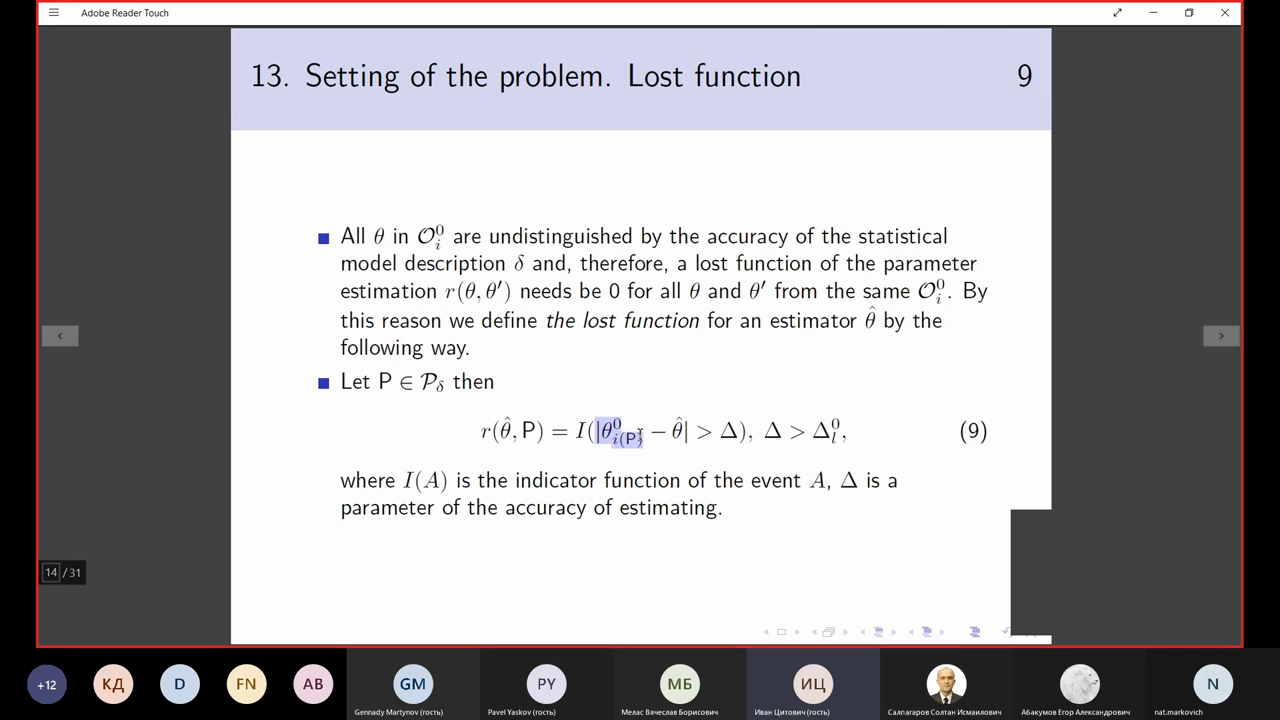 Adobe Reader Touch
13. Setting of the problem. Lost function 9
All θ in 𝒪ᵢ⁰ are undistinguished by the accuracy of the statistical
model description δ and, therefore, a lost function of the parameter
estimation r(θ, θ′) needs be 0 for all θ and θ′ from the same 𝒪ᵢ⁰. By
this reason we define the lost function for an estimator θ̂ by the
following way.
Let P ∈ 𝒫_δ then
r(θ̂, P) = I(|θ⁰_{i(P)} − θ̂| > Δ), Δ > Δ_l⁰, (9)
where I(A) is the indicator function of the event A, Δ is a
parameter of the accuracy of estimating.
14 /31
+12 КД D FN AB GM PY МБ ИЦ N
Gennady Martynov (гость) Pavel Yaskov (гость) Мелас Вячеслав Борисович Иван Цитович (гость) Салпагаров Солтан Исмаилович Абакумов Егор Александрович nat.markovich